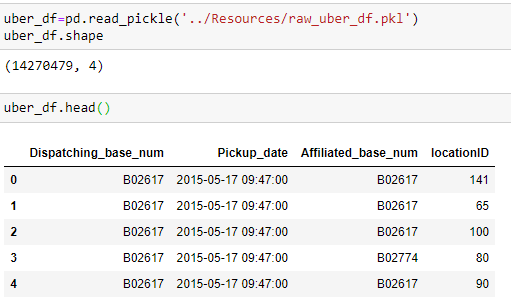 uber_df=pd.read_pickle('../Resources/raw_uber_df.pkl')
uber_df.shape
(14270479, 4)
uber_df.head()
Dispatching_base_num Pickup_date Affiliated_base_num locationID
0 B02617 2015-05-17 09:47:00 B02617 141
1 B02617 2015-05-17 09:47:00 B02617 65
2 B02617 2015-05-17 09:47:00 B02617 100
3 B02617 2015-05-17 09:47:00 B02774 80
4 B02617 2015-05-17 09:47:00 B02617 90